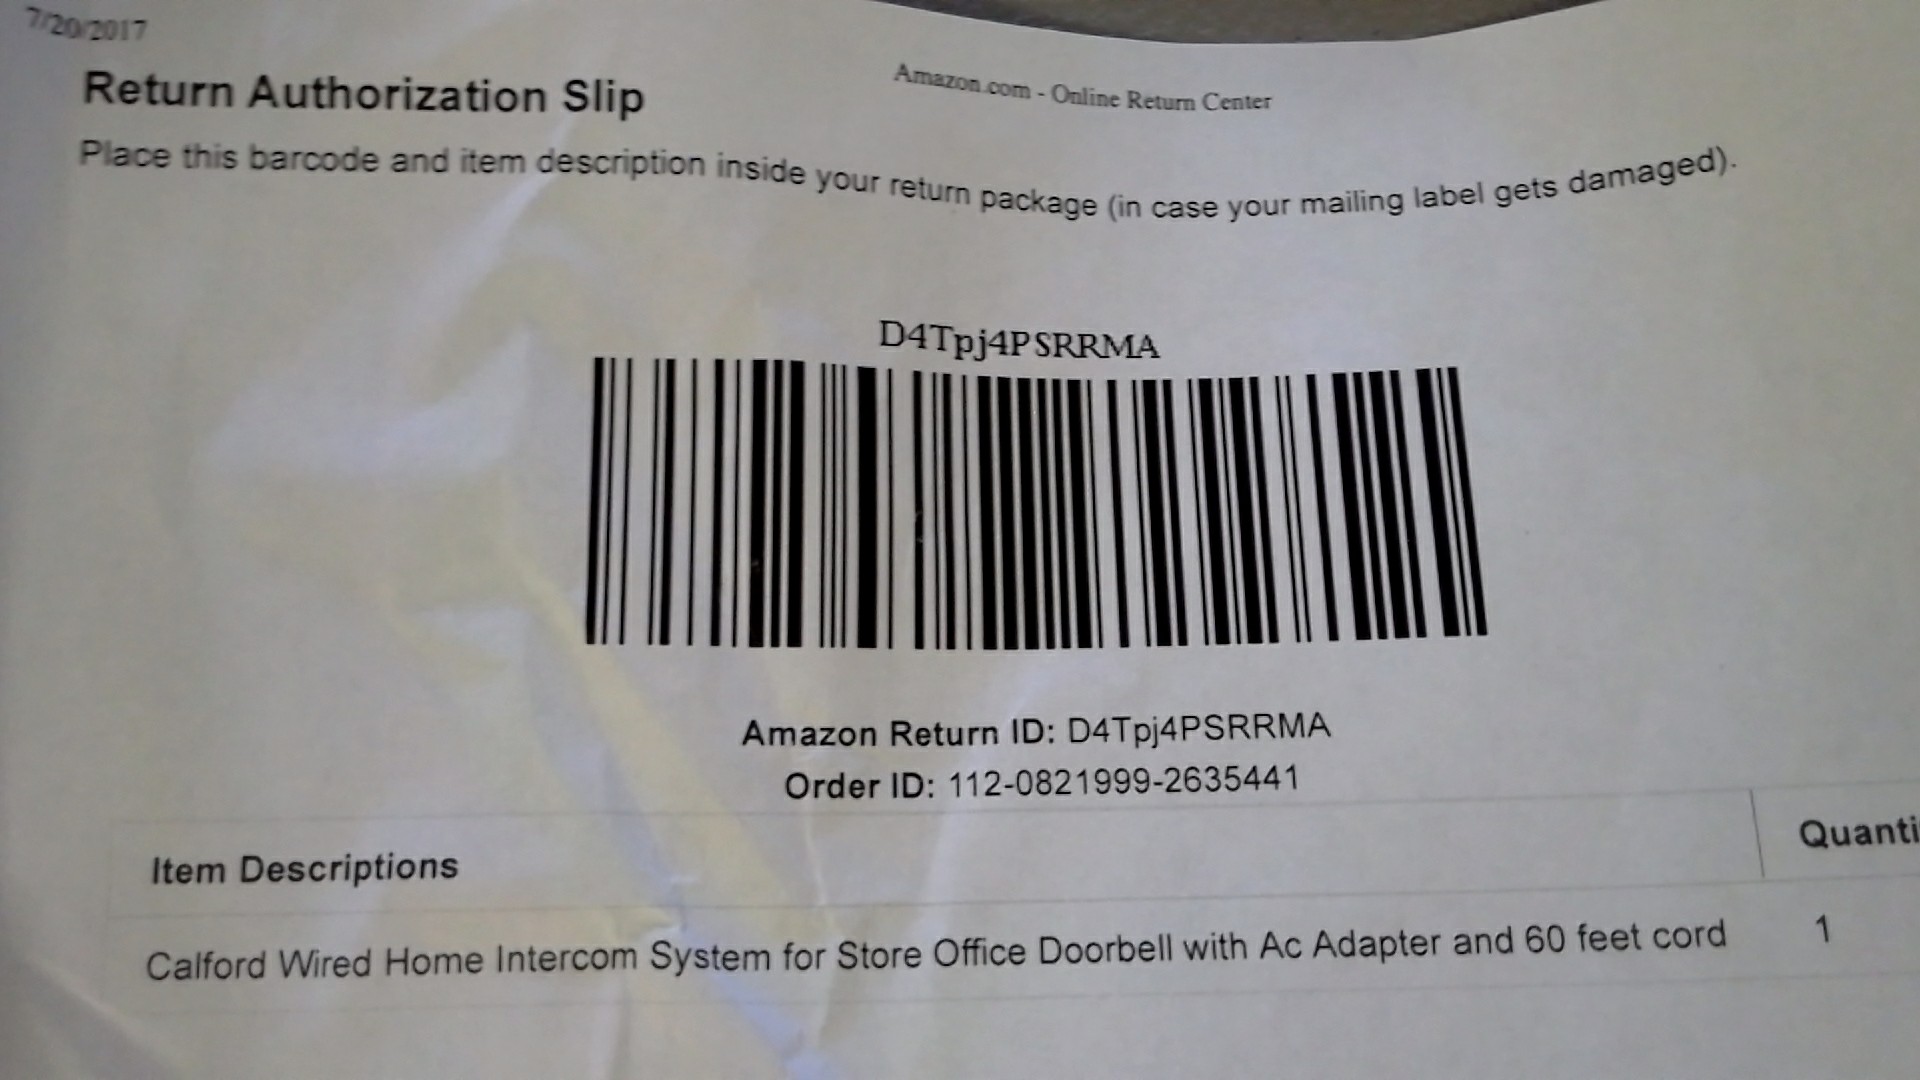 7/20/2017
Amazon.com - Online Return Center
Return Authorization Slip
Place this barcode and item description inside your return package (in case your mailing label gets damaged).
D4Tpj4PSRRMA
Amazon Return ID: D4Tpj4PSRRMA
Order ID: 112-0821999-2635441
Item Descriptions Quanti
Calford Wired Home Intercom System for Store Office Doorbell with Ac Adapter and 60 feet cord 1